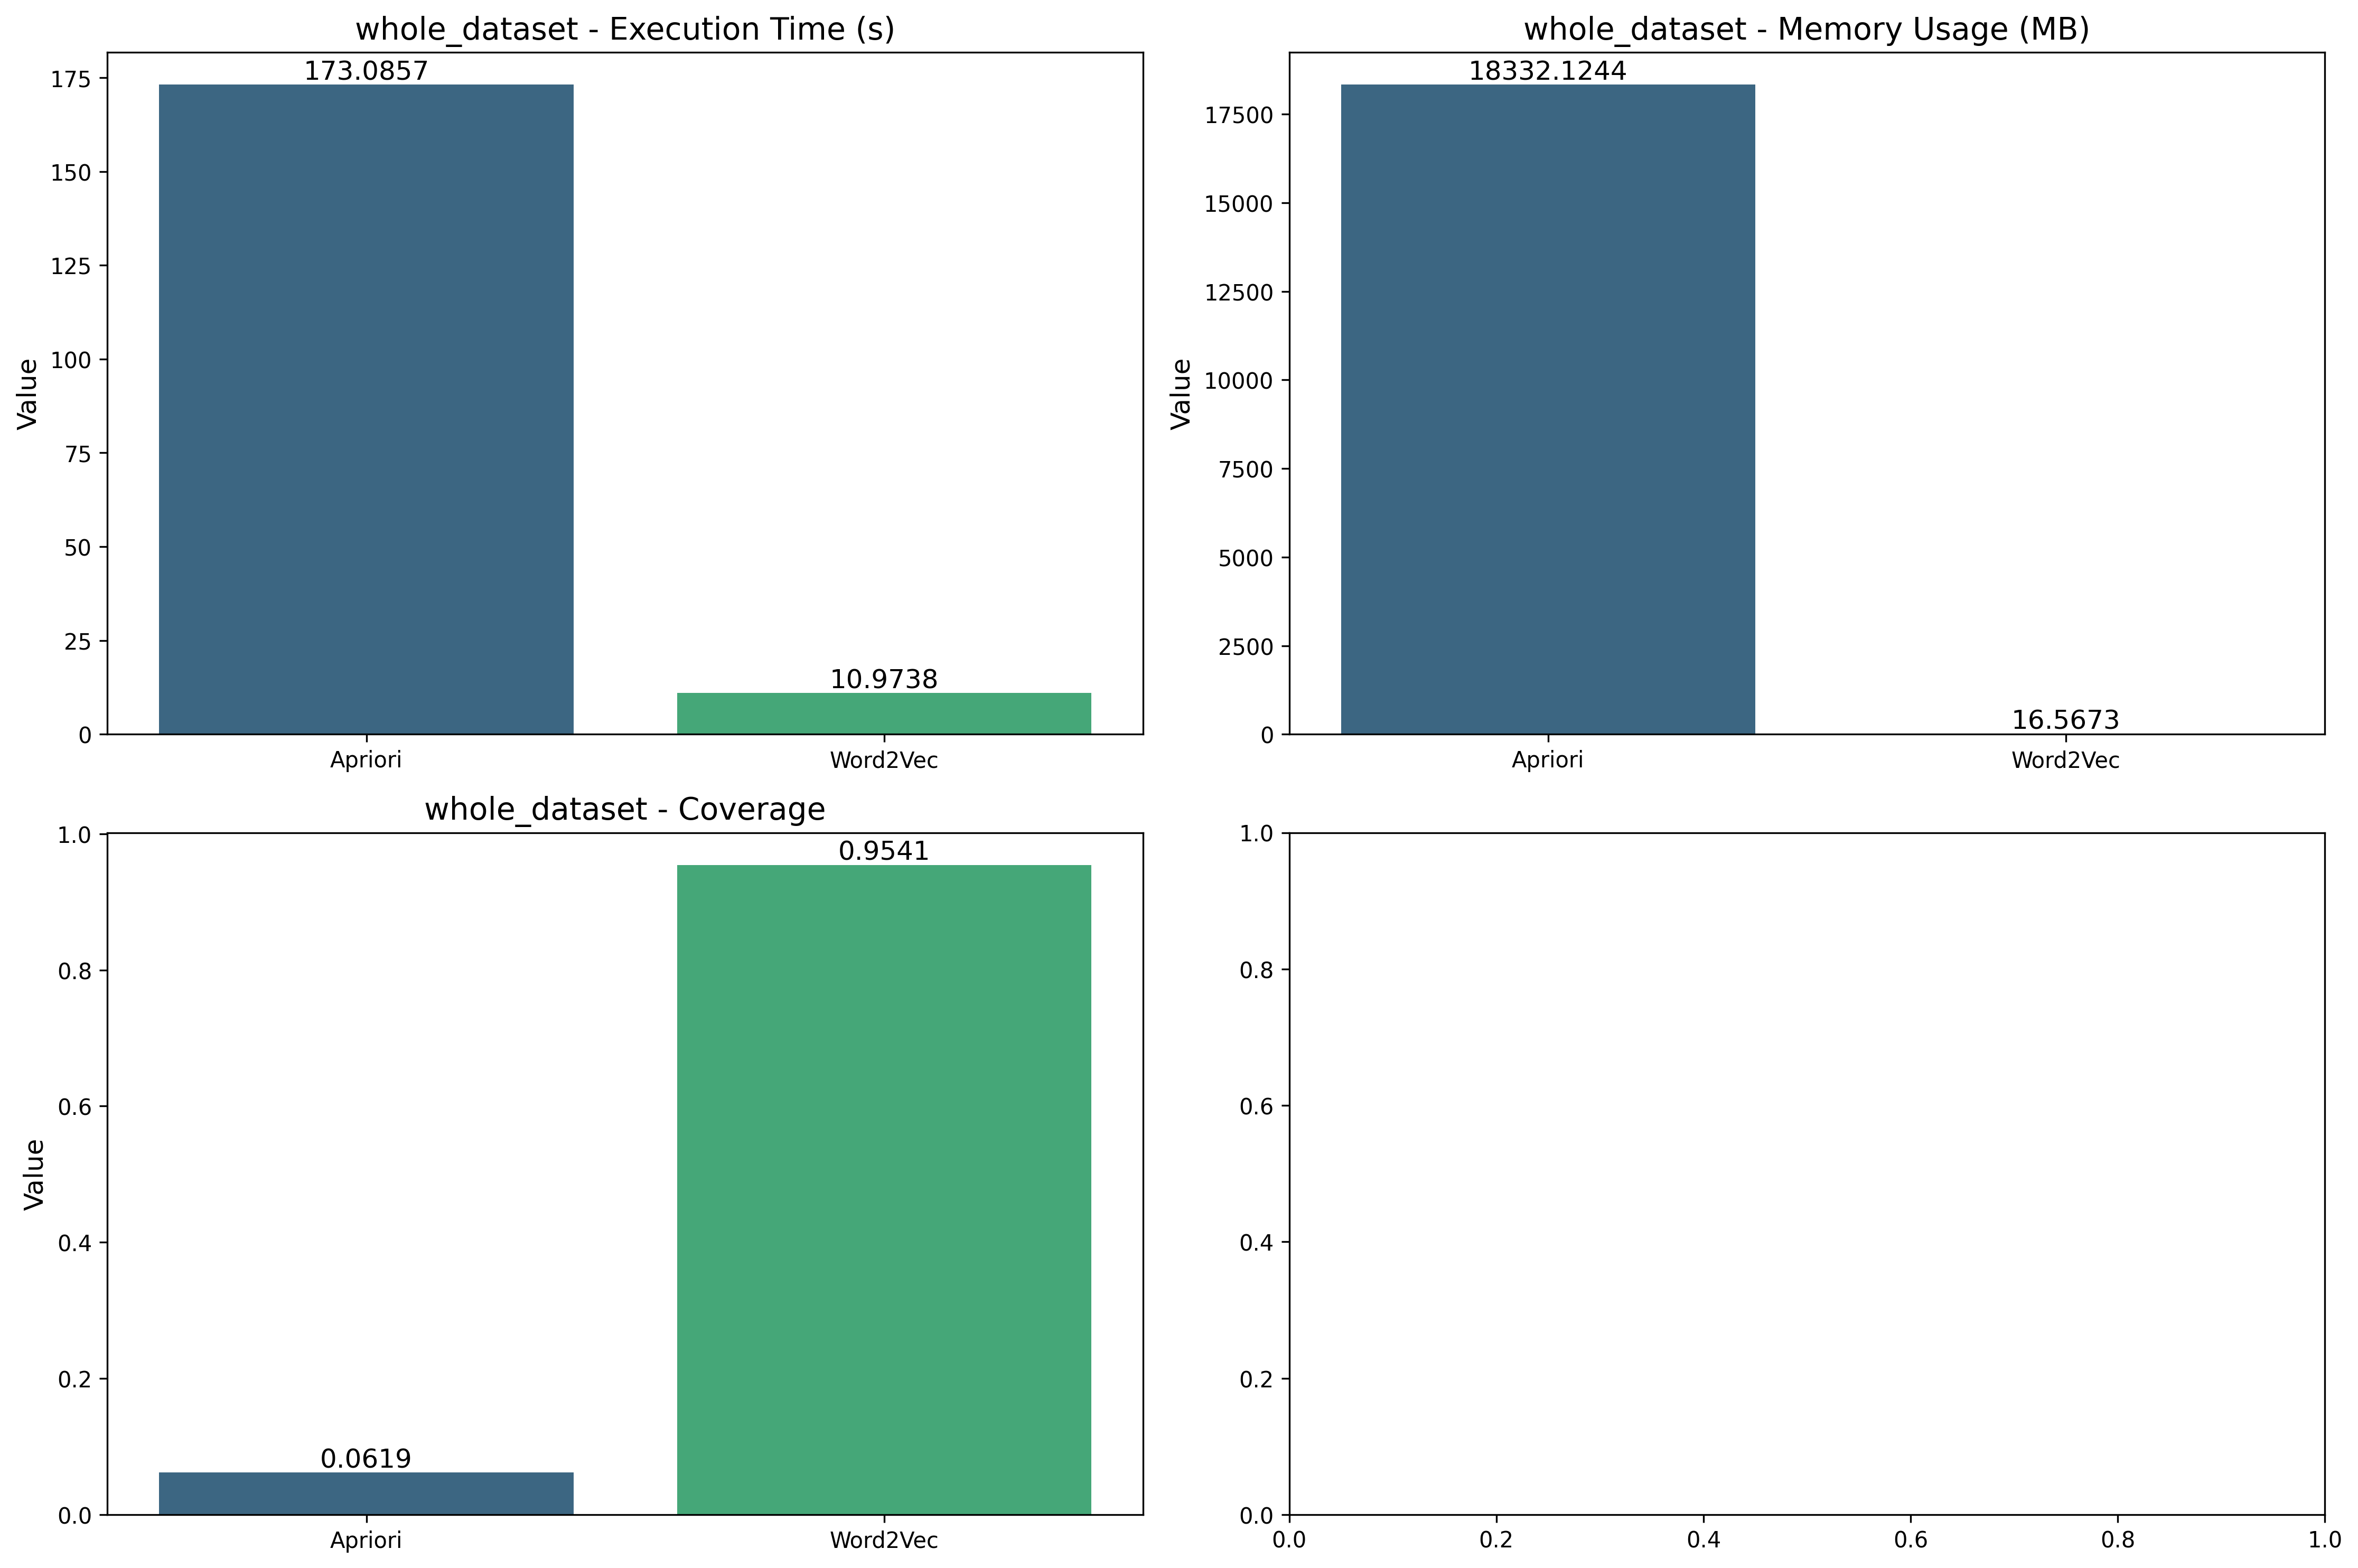 whole_dataset - Execution Time (s)
Value
175
150
125
100
75
50
25
0
173.0857
10.9738
Apriori
Word2Vec
whole_dataset - Memory Usage (MB)
Value
17500
15000
12500
10000
7500
5000
2500
0
18332.1244
16.5673
Apriori
Word2Vec
whole_dataset - Coverage
Value
1.0
0.8
0.6
0.4
0.2
0.0
0.0619
0.9541
Apriori
Word2Vec
1.0
0.8
0.6
0.4
0.2
0.0
0.0 0.2 0.4 0.6 0.8 1.0